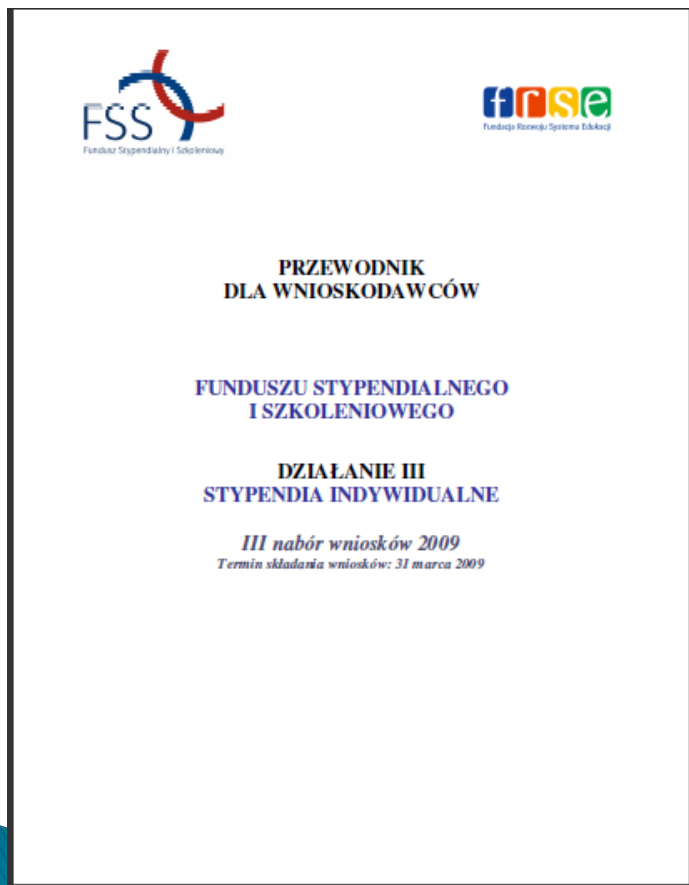 FSS
Fundusz Stypendialny i Szkoleniowy
frse
Fundacja Rozwoju Systemu Edukacji
PRZEWODNIK
DLA WNIOSKODAWCÓW
FUNDUSZU STYPENDIALNEGO
I SZKOLENIOWEGO
DZIAŁANIE III
STYPENDIA INDYWIDUALNE
III nabór wniosków 2009
Termin składania wniosków: 31 marca 2009